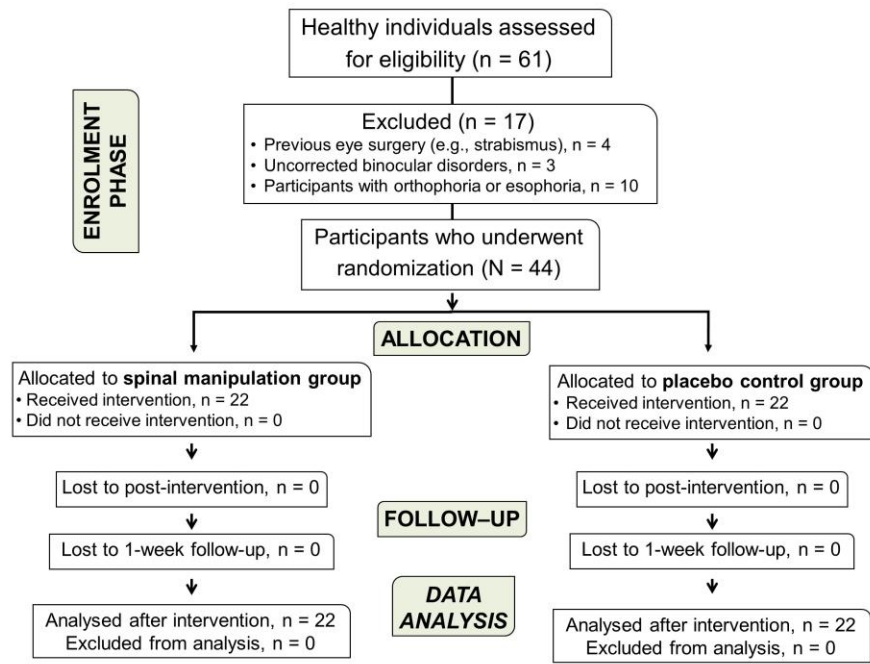 Healthy individuals assessed
for eligibility (n = 61)
ENROLMENT
PHASE
Excluded (n = 17)
• Previous eye surgery (e.g., strabismus), n = 4
• Uncorrected binocular disorders, n = 3
• Participants with orthophoria or esophoria, n = 10
Participants who underwent
randomization (N = 44)
ALLOCATION
Allocated to spinal manipulation group
• Received intervention, n = 22
• Did not receive intervention, n = 0
Allocated to placebo control group
• Received intervention, n = 22
• Did not receive intervention, n = 0
Lost to post-intervention, n = 0
Lost to post-intervention, n = 0
FOLLOW–UP
Lost to 1-week follow-up, n = 0
Lost to 1-week follow-up, n = 0
DATA
ANALYSIS
Analysed after intervention, n = 22
Excluded from analysis, n = 0
Analysed after intervention, n = 22
Excluded from analysis, n = 0